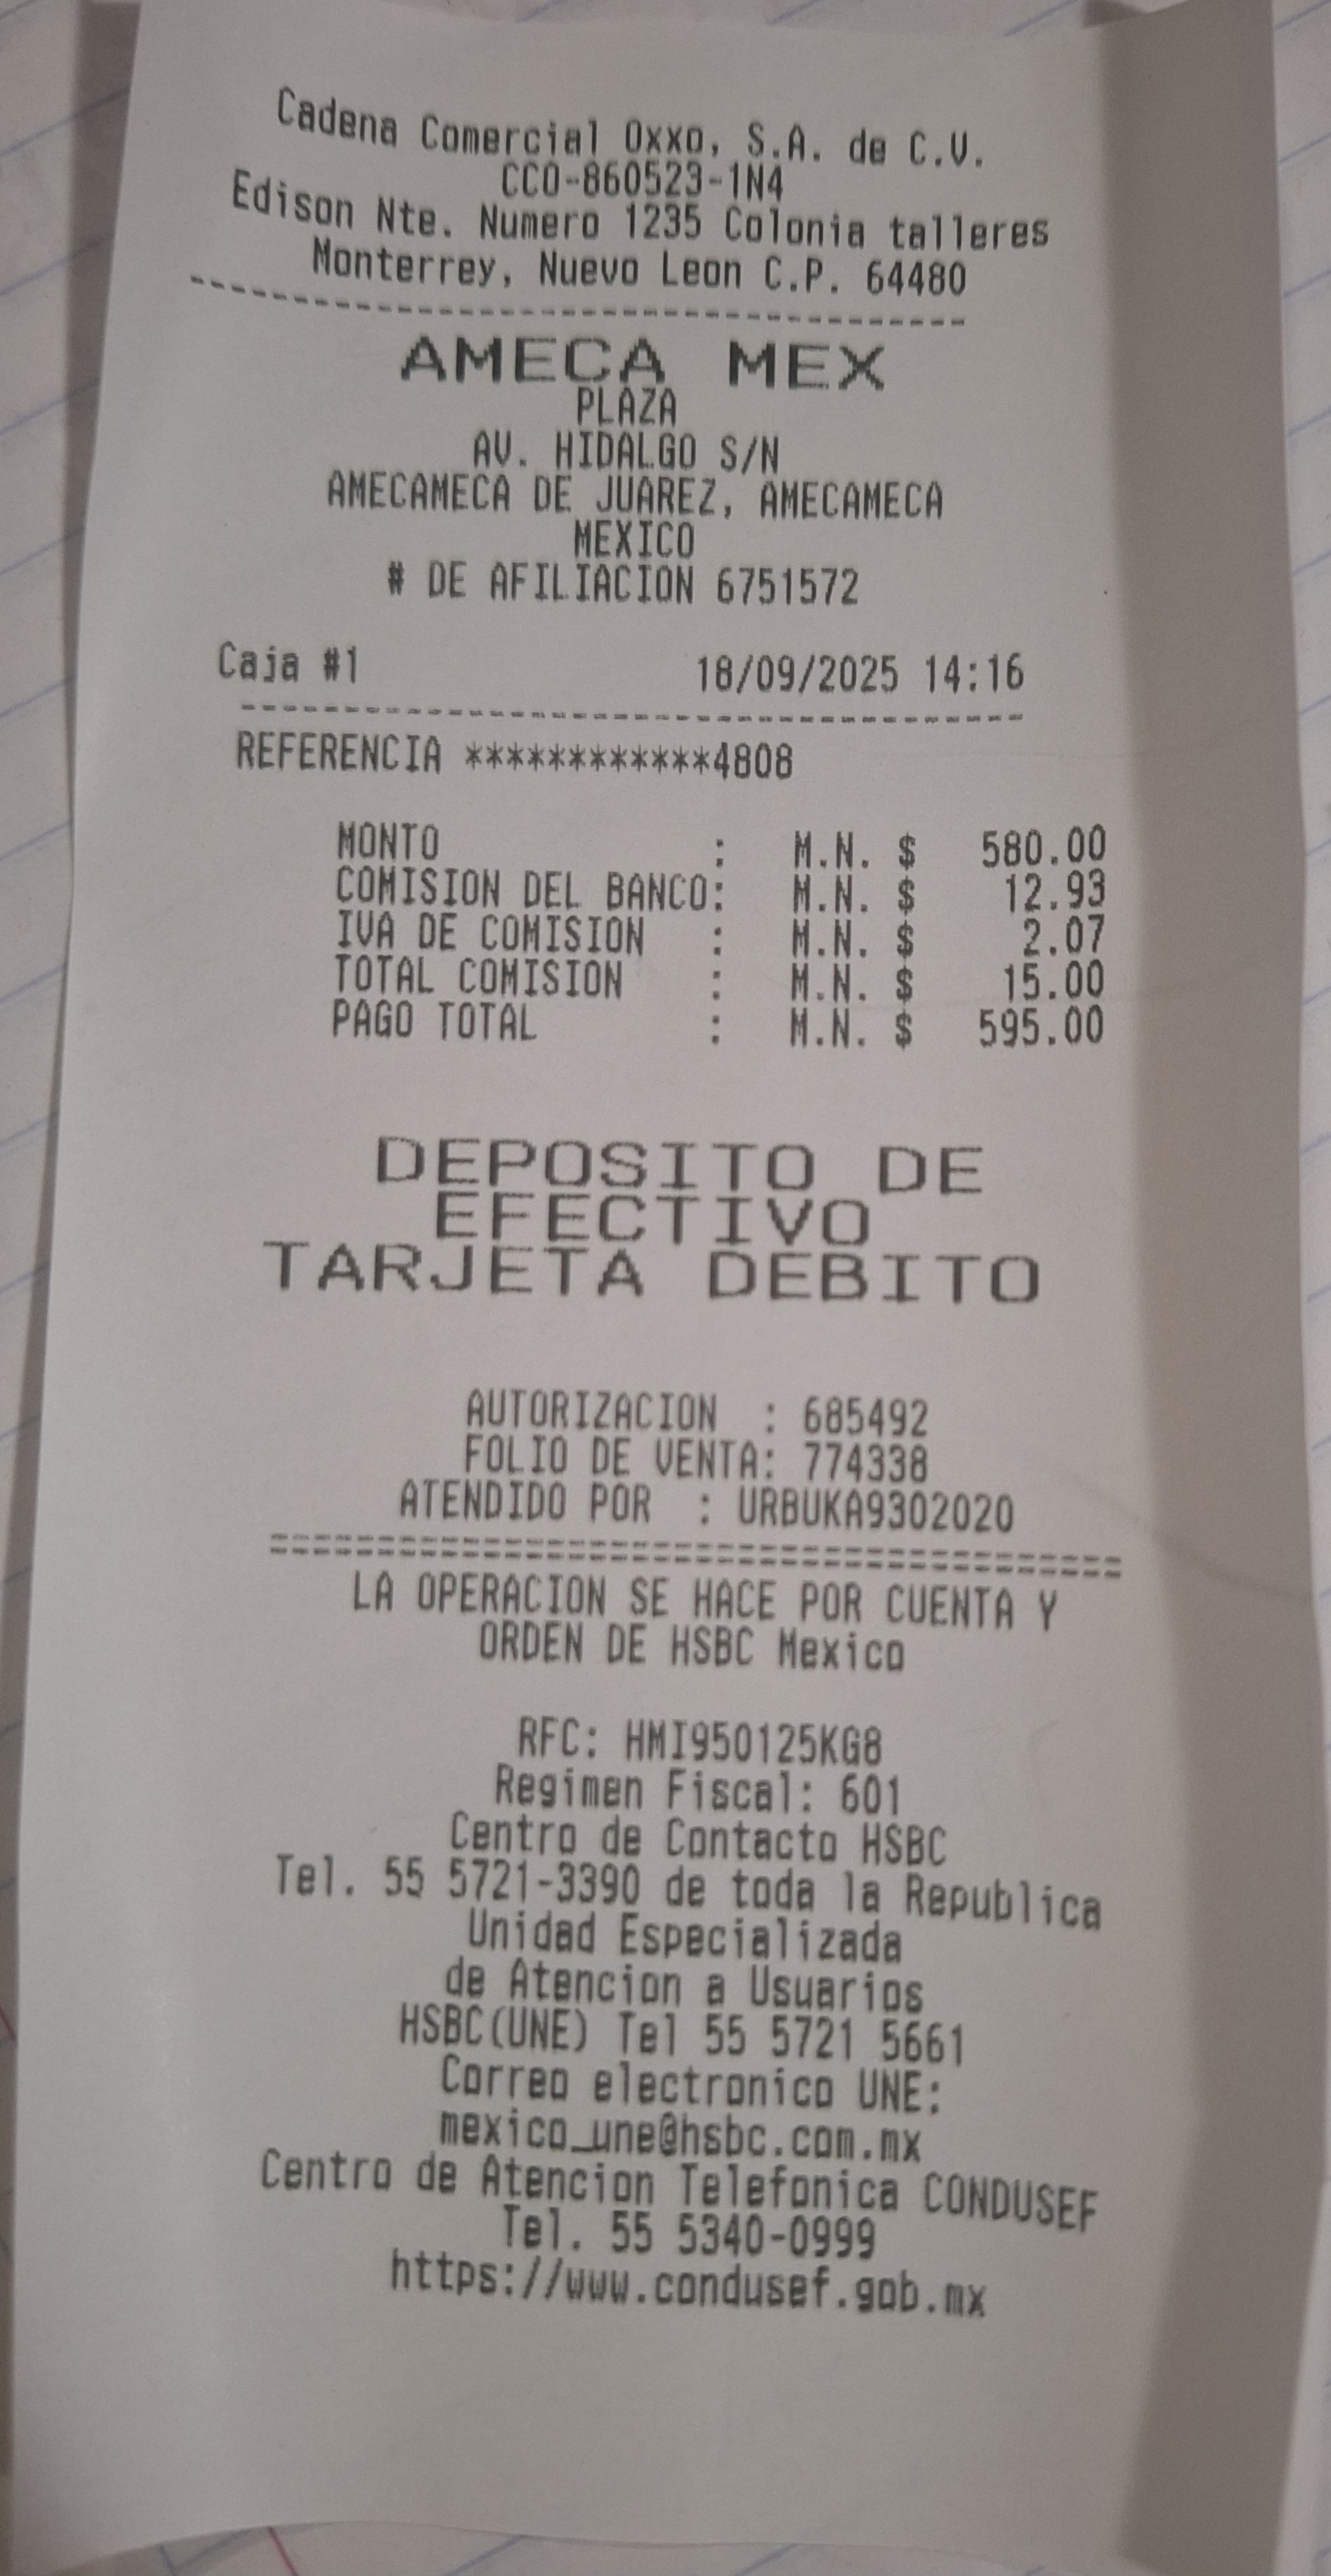 Cadena Comercial Oxxo, S.A. de C.V.
CCO-860523-1N4
Edison Nte. Numero 1235 Colonia talleres
Monterrey, Nuevo Leon C.P. 64480
AMECA MEX
PLAZA
AV. HIDALGO S/N
AMECAMECA DE JUAREZ, AMECAMECA
MEXICO
# DE AFILIACION 6751572
Caja #1 18/09/2025 14:16
REFERENCIA ************4808
MONTO : M.N. $ 580.00
COMISION DEL BANCO: M.N. $ 12.93
IVA DE COMISION : M.N. $ 2.07
TOTAL COMISION : M.N. $ 15.00
PAGO TOTAL : M.N. $ 595.00
DEPOSITO DE
EFECTIVO
TARJETA DEBITO
AUTORIZACION : 685492
FOLIO DE VENTA: 774338
ATENDIDO POR : URBUKA9302020
LA OPERACION SE HACE POR CUENTA Y
ORDEN DE HSBC Mexico
RFC: HMI950125KG8
Regimen Fiscal: 601
Centro de Contacto HSBC
Tel. 55 5721-3390 de toda la Republica
Unidad Especializada
de Atencion a Usuarios
HSBC(UNE) Tel 55 5721 5661
Correo electronico UNE:
mexico_une@hsbc.com.mx
Centro de Atencion Telefonica CONDUSEF
Tel. 55 5340-0999
https://www.condusef.gob.mx